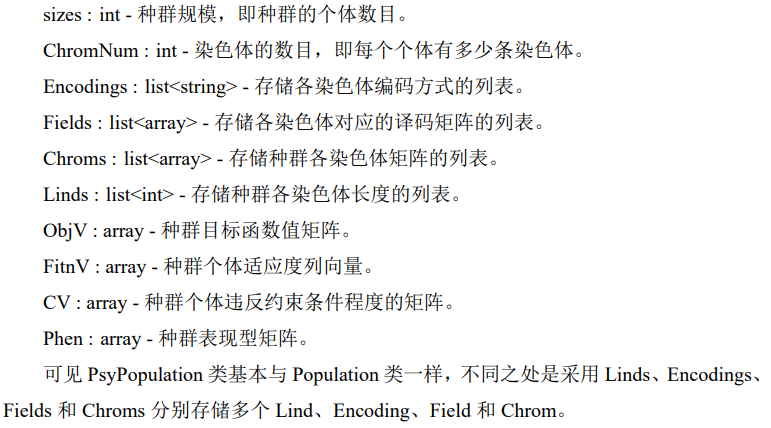 sizes : int - 种群规模，即种群的个体数目。
ChromNum : int - 染色体的数目，即每个个体有多少条染色体。
Encodings : list<string> - 存储各染色体编码方式的列表。
Fields : list<array> - 存储各染色体对应的译码矩阵的列表。
Chroms : list<array> - 存储种群各染色体矩阵的列表。
Linds : list<int> - 存储种群各染色体长度的列表。
ObjV : array - 种群目标函数值矩阵。
FitnV : array - 种群个体适应度列向量。
CV : array - 种群个体违反约束条件程度的矩阵。
Phen : array - 种群表现型矩阵。
可见 PsyPopulation 类基本与 Population 类一样，不同之处是采用 Linds、Encodings、
Fields 和 Chroms 分别存储多个 Lind、Encoding、Field 和 Chrom。